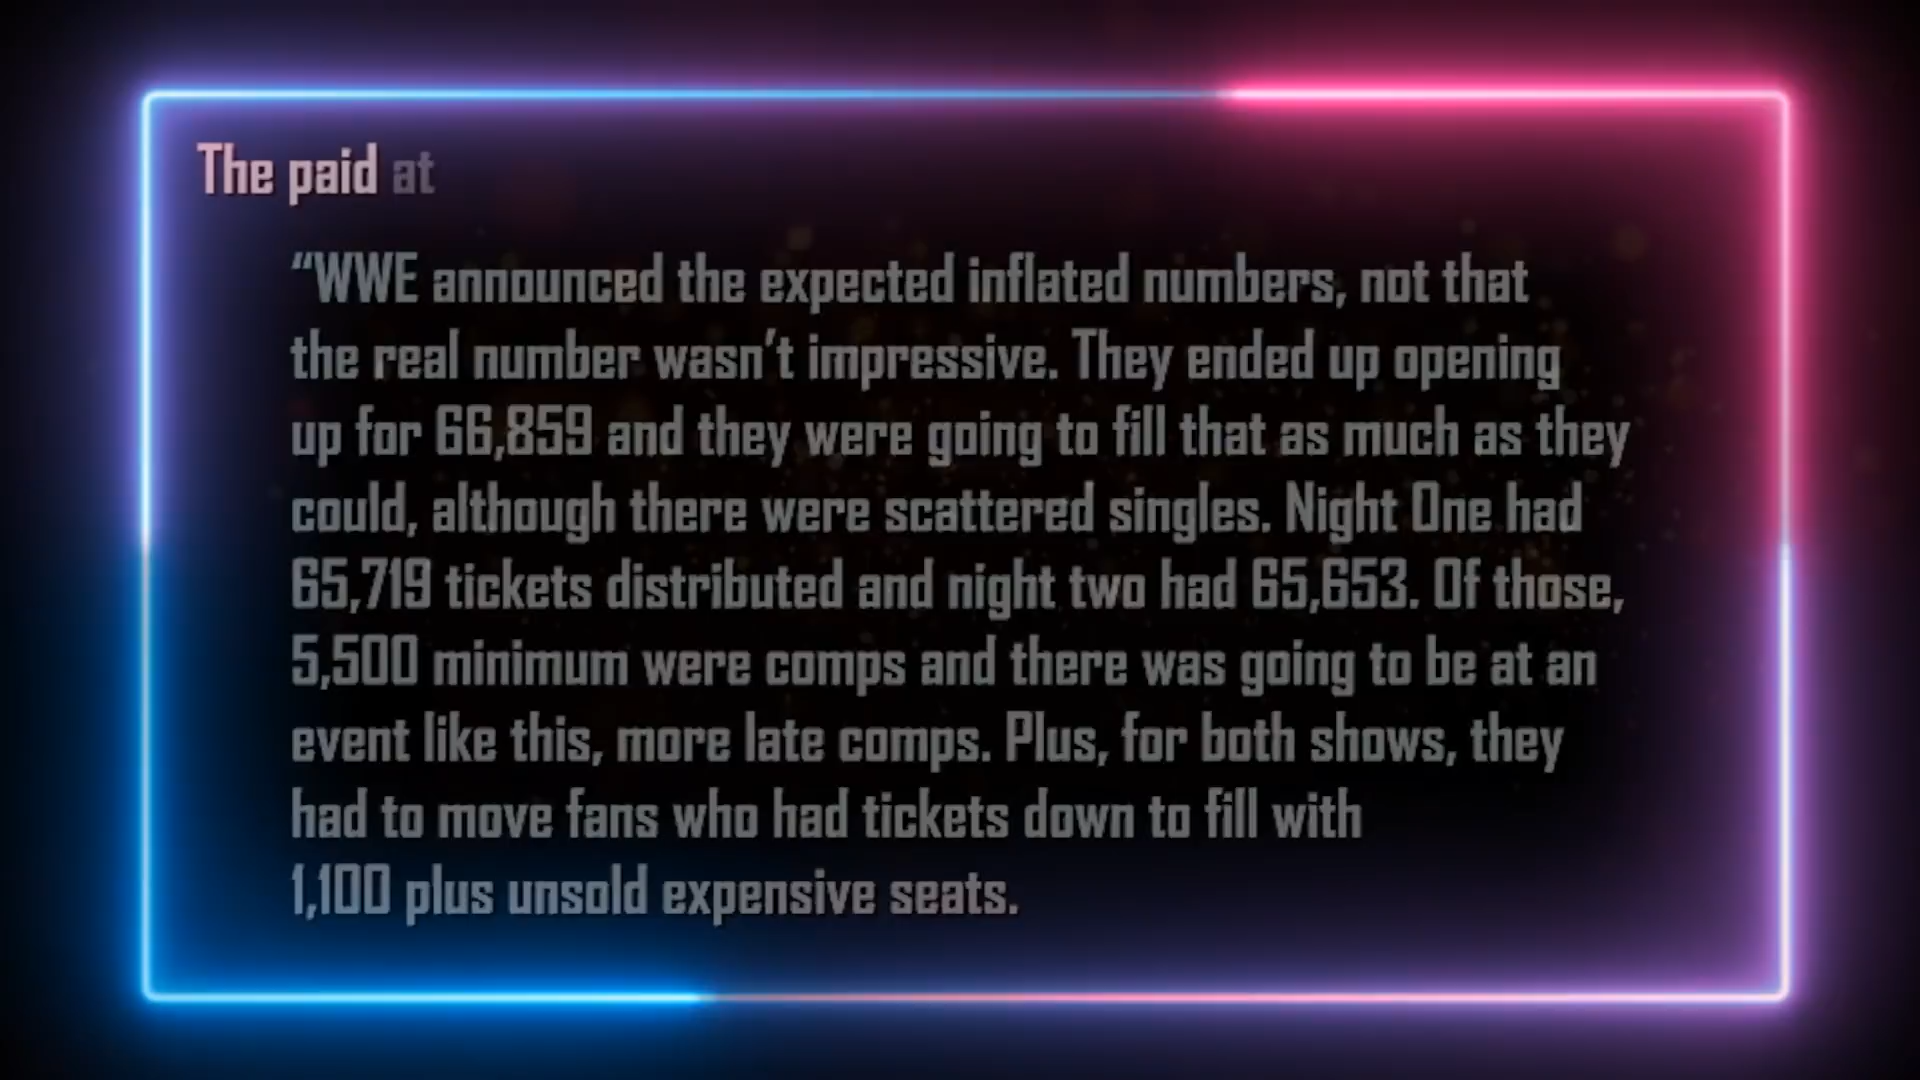 The paid at
“WWE announced the expected inflated numbers, not that
the real number wasn’t impressive. They ended up opening
up for 66,859 and they were going to fill that as much as they
could, although there were scattered singles. Night One had
65,719 tickets distributed and night two had 65,653. Of those,
5,500 minimum were comps and there was going to be at an
event like this, more late comps. Plus, for both shows, they
had to move fans who had tickets down to fill with
1,100 plus unsold expensive seats.